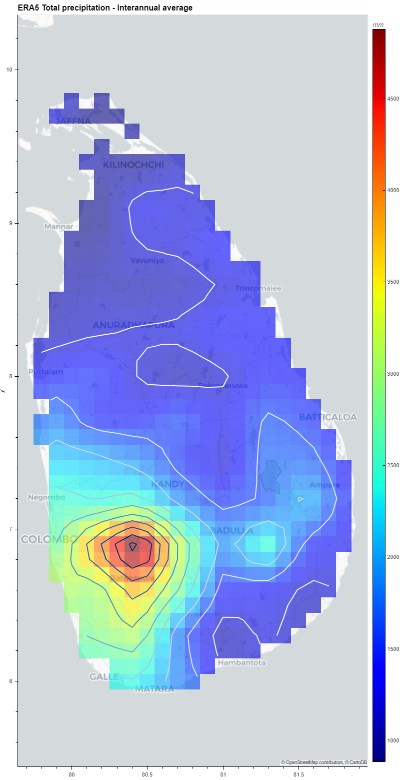 ERA5 Total precipitation - Interannual average
mm
10
9
8
7
6
y
JAFFNA
KILINOCHCHI
Mannar
Vavuniya
Trincomalee
ANURADHAPURA
Puttalam
BATTICALOA
KANDY
Ampara
Negombo
BADULLA
COLOMBO
Hambantota
GALLE
MATARA
4500
4000
3500
3000
2500
2000
1500
1000
80
80.5
81
81.5
© OpenStreetMap contributors, © CartoDB